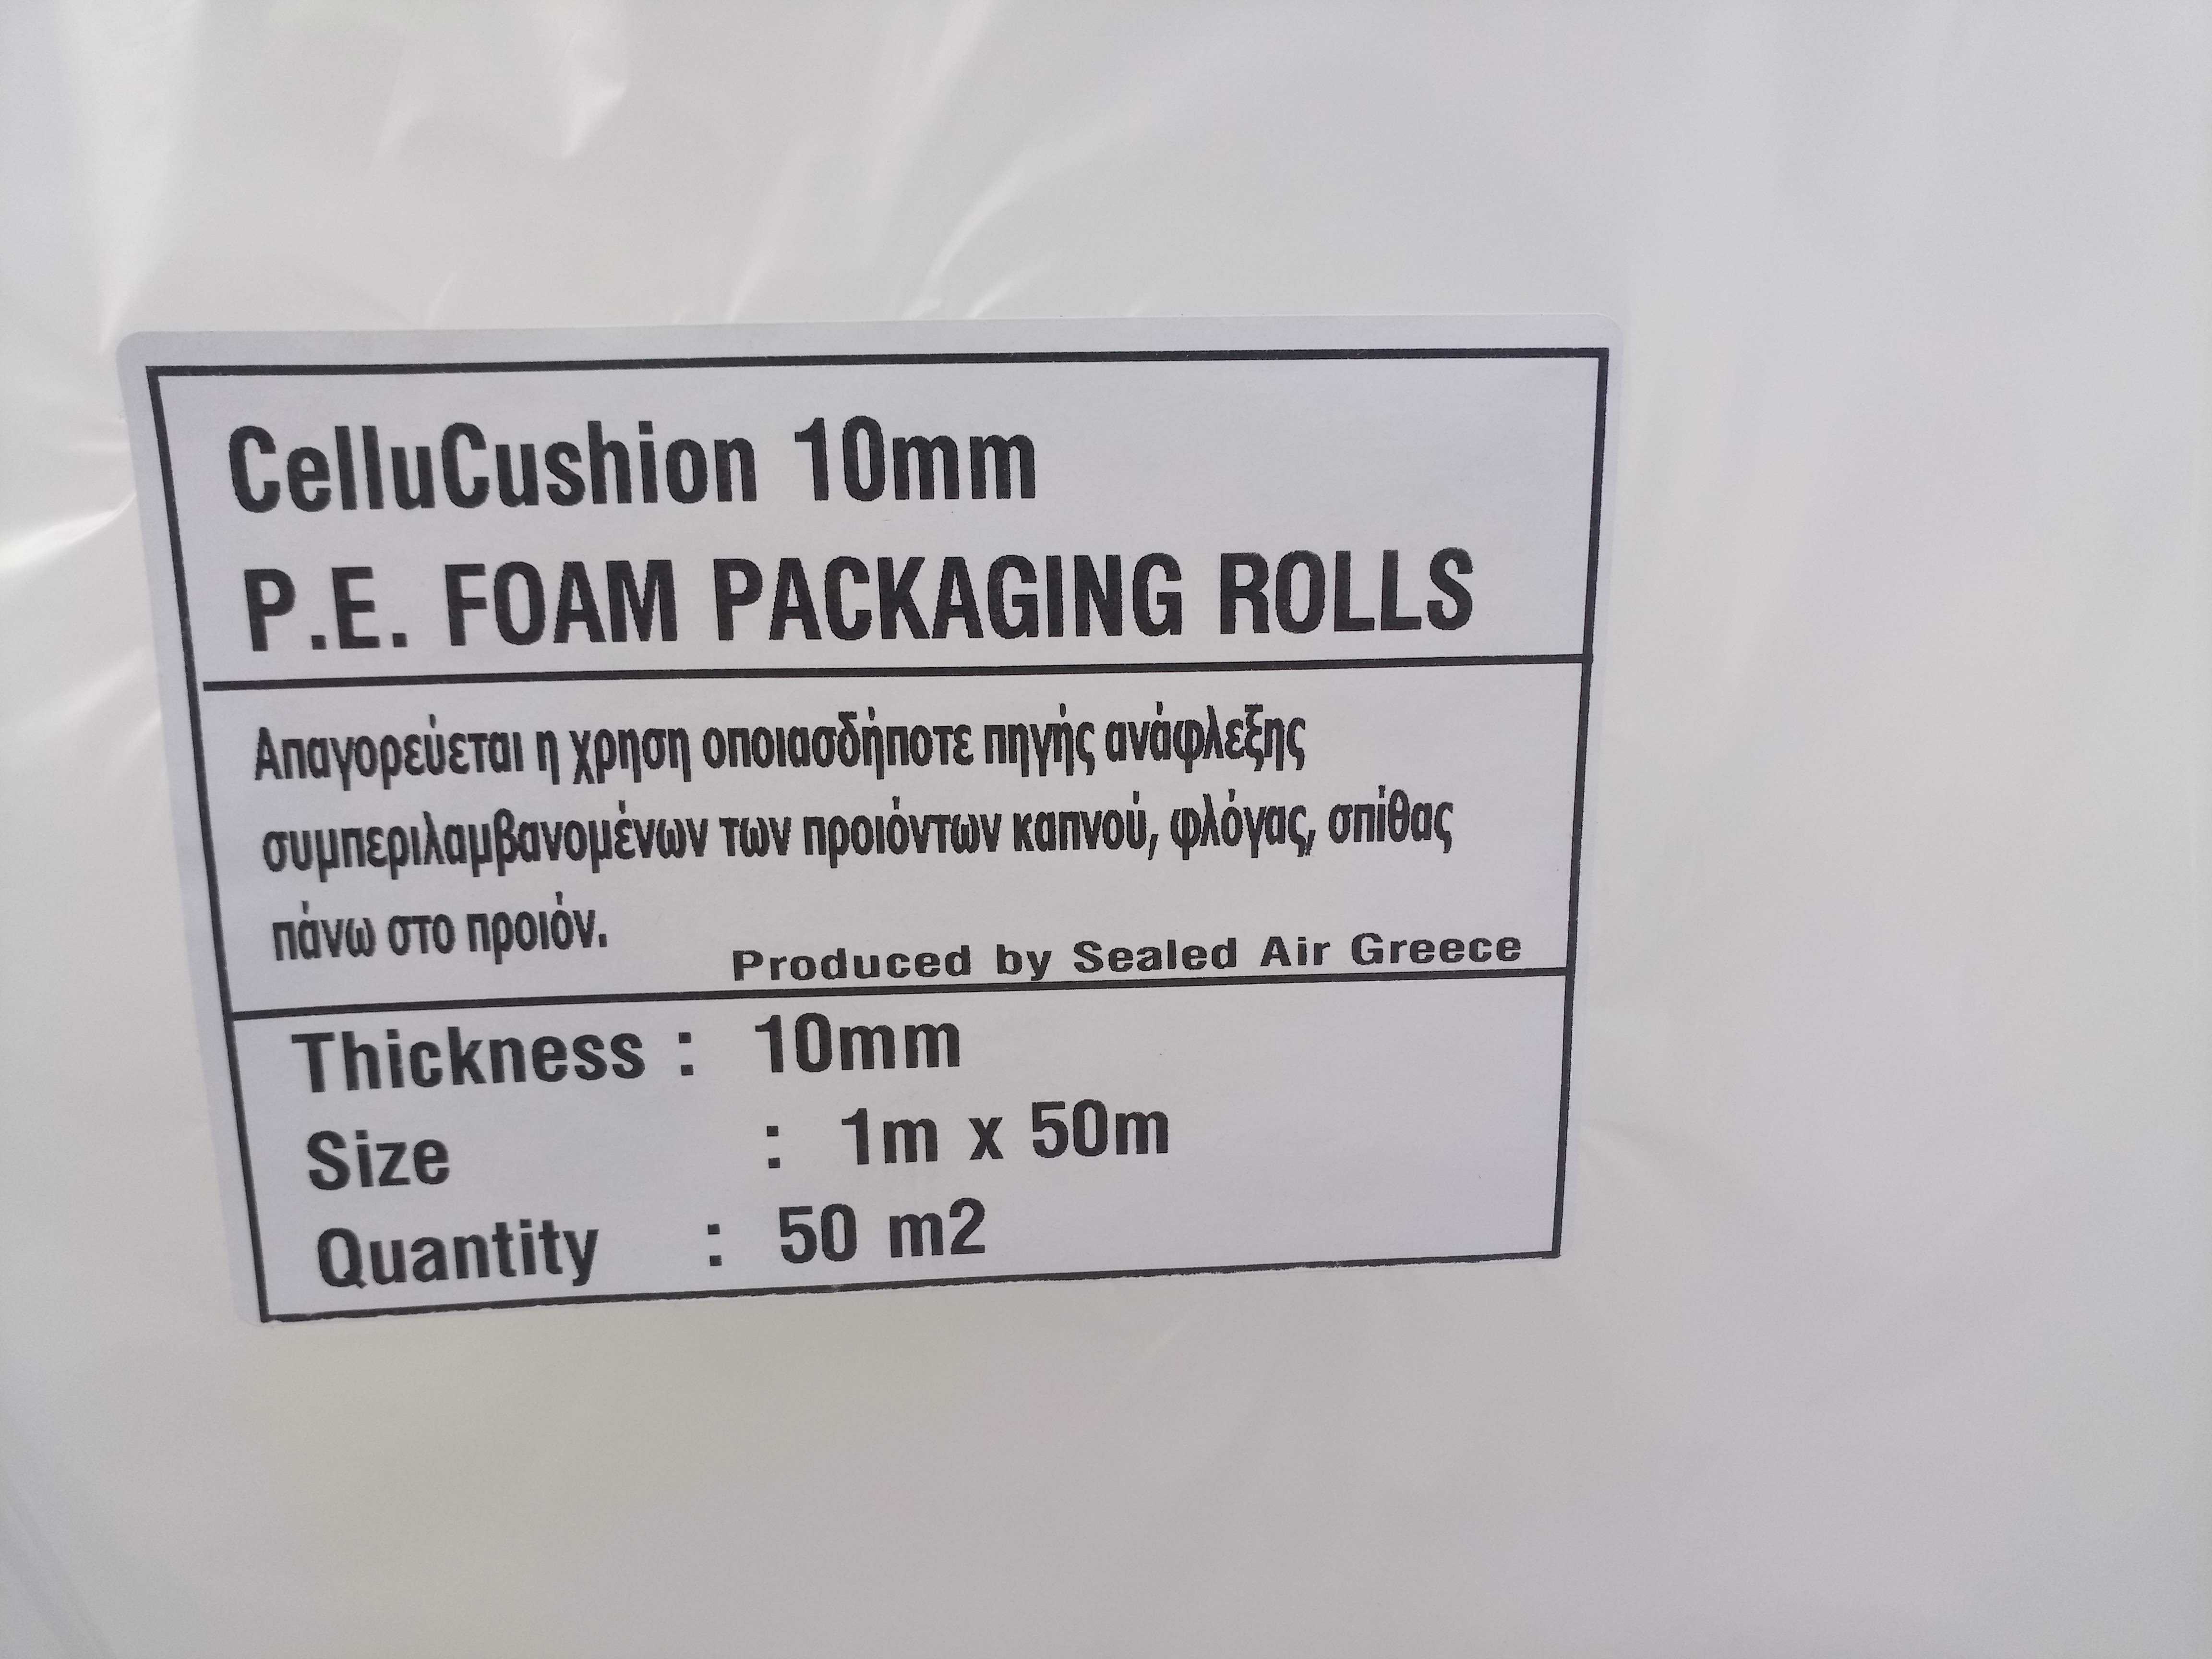 CelluCushion 10mm
P.E. FOAM PACKAGING ROLLS
Απαγορεύεται η χρηση οποιασδήποτε πηγής ανάφλεξης
συμπεριλαμβανομένων των προιόντων καπνού, φλόγας, σπίθας
πάνω στο προιόν.
Produced by Sealed Air Greece
Thickness : 10mm
Size : 1m x 50m
Quantity : 50 m2